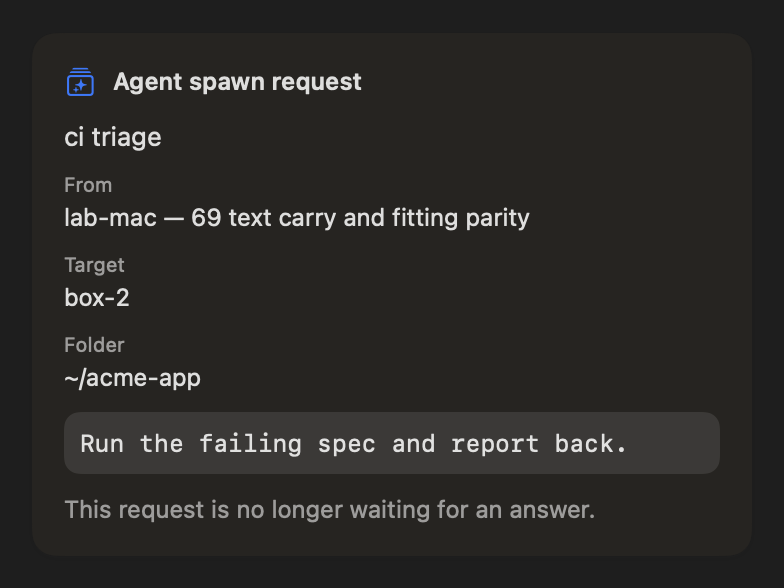 Agent spawn request
ci triage
From
lab-mac — 69 text carry and fitting parity
Target
box-2
Folder
~/acme-app
Run the failing spec and report back.
This request is no longer waiting for an answer.